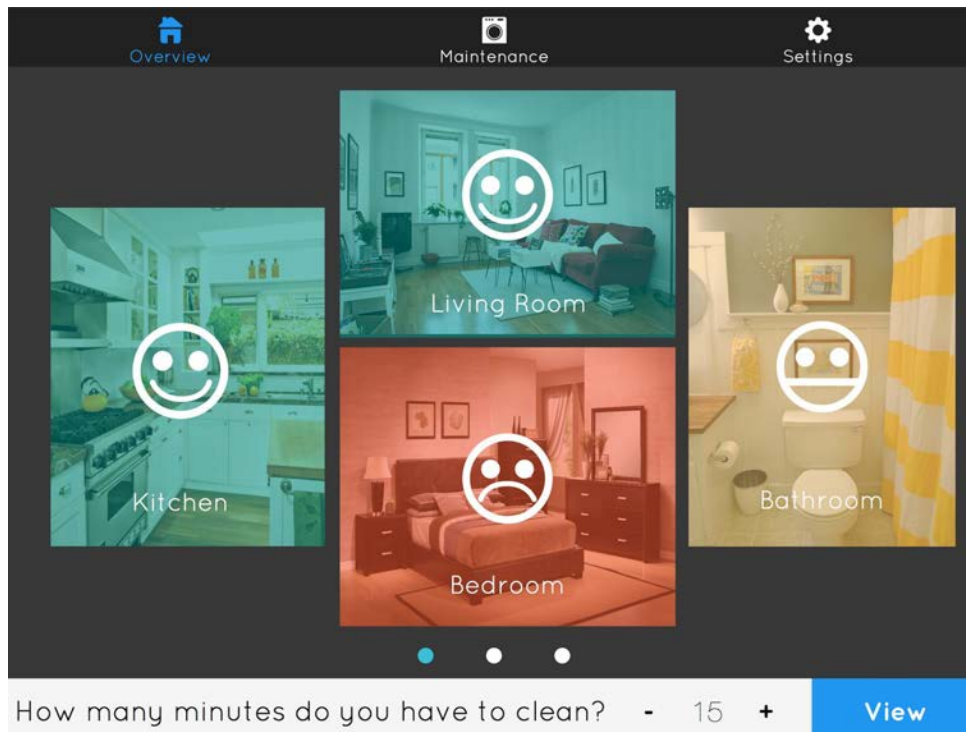 Overview
Maintenance
Settings
Living Room
Kitchen
Bathroom
Bedroom
How many minutes do you have to clean? - 15 + View